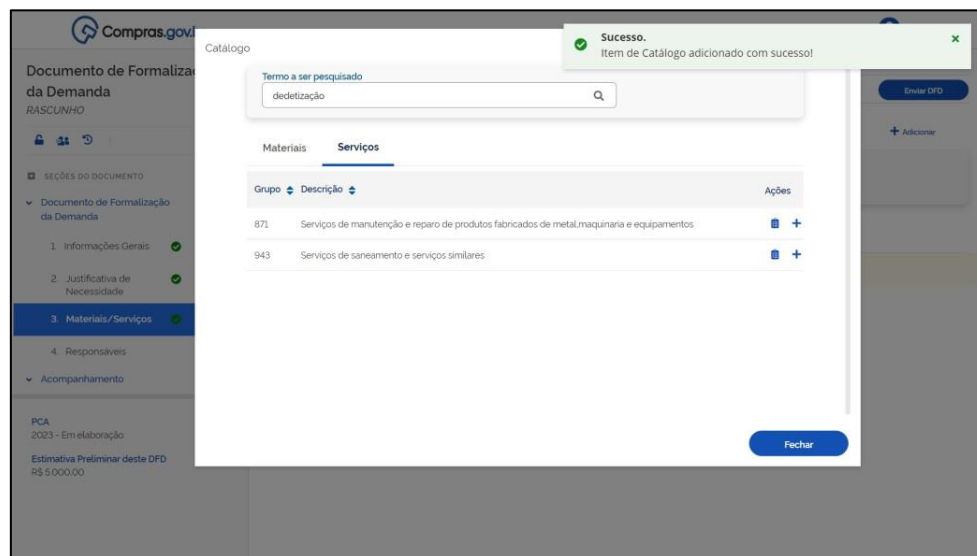 Compras.gov.
Catálogo
Sucesso.
Item de Catálogo adicionado com sucesso!
Documento de Formaliza
da Demanda
RASCUNHO
Termo a ser pesquisado
dedetização
Enviar DFD
Adicionar
SEÇÕES DO DOCUMENTO
Documento de Formalização
da Demanda
1. Informações Gerais
2. Justificativa de
Necessidade
3. Materiais/Serviços
4. Responsáveis
Acompanhamento
PCA
2023 - Em elaboração
Estimativa Preliminar deste DFD
R$ 5.000,00
Materiais Serviços
Grupo Descrição Ações
871 Serviços de manutenção e reparo de produtos fabricados de metal,maquinaria e equipamentos
943 Serviços de saneamento e serviços similares
Fechar